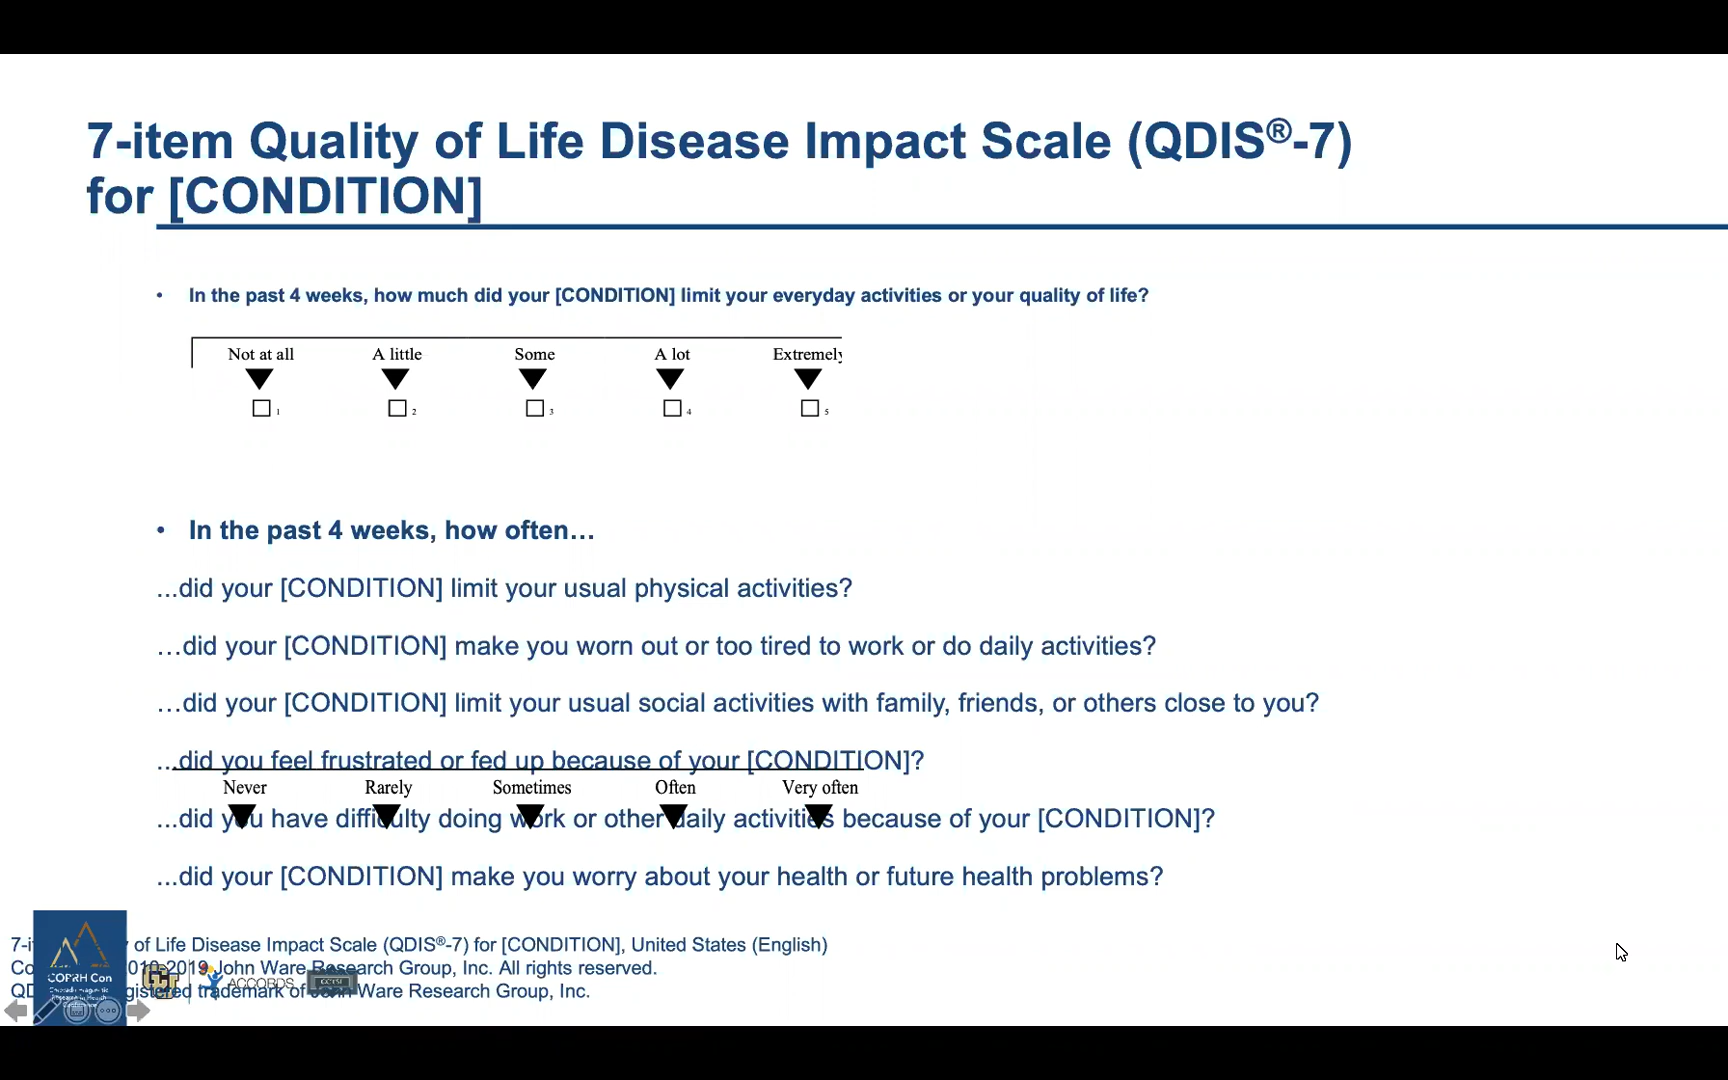 7-item Quality of Life Disease Impact Scale (QDIS®-7)
for [CONDITION]
• In the past 4 weeks, how much did your [CONDITION] limit your everyday activities or your quality of life?
Not at all A little Some A lot Extremely
1 2 3 4 5
• In the past 4 weeks, how often…
...did your [CONDITION] limit your usual physical activities?
…did your [CONDITION] make you worn out or too tired to work or do daily activities?
…did your [CONDITION] limit your usual social activities with family, friends, or others close to you?
...did you feel frustrated or fed up because of your [CONDITION]?
Never Rarely Sometimes Often Very often
...did you have difficulty doing work or other daily activities because of your [CONDITION]?
...did your [CONDITION] make you worry about your health or future health problems?
of Life Disease Impact Scale (QDIS®-7) for [CONDITION], United States (English)
2019 John Ware Research Group, Inc. All rights reserved.
trademark of John Ware Research Group, Inc.
COPRH Con
ACCORDS